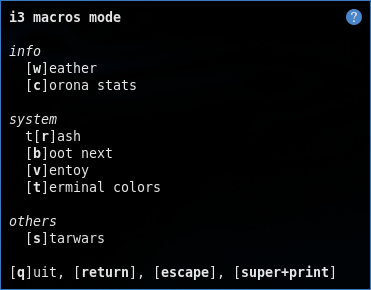 i3 macros mode ?
info
[w]eather
[c]orona stats
system
t[r]ash
[b]oot next
[v]entoy
[t]erminal colors
others
[s]tarwars
[q]uit, [return], [escape], [super+print]